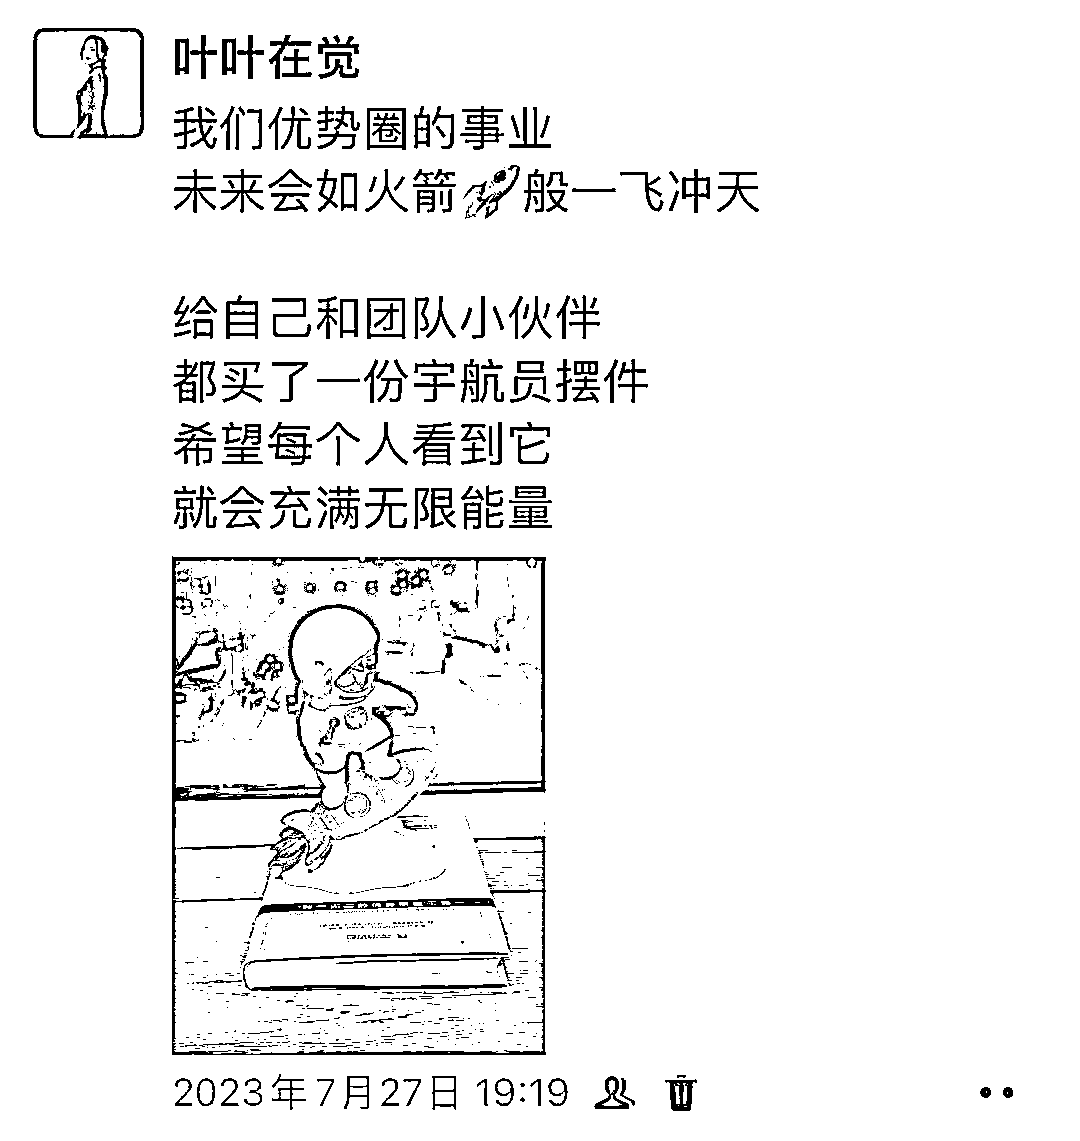 叶叶在觉
我们优势圈的事业
未来会如火箭🚀般一飞冲天
给自己和团队小伙伴
都买了一份宇航员摆件
希望每个人看到它
就会充满无限能量
2023年7月27日 19:19